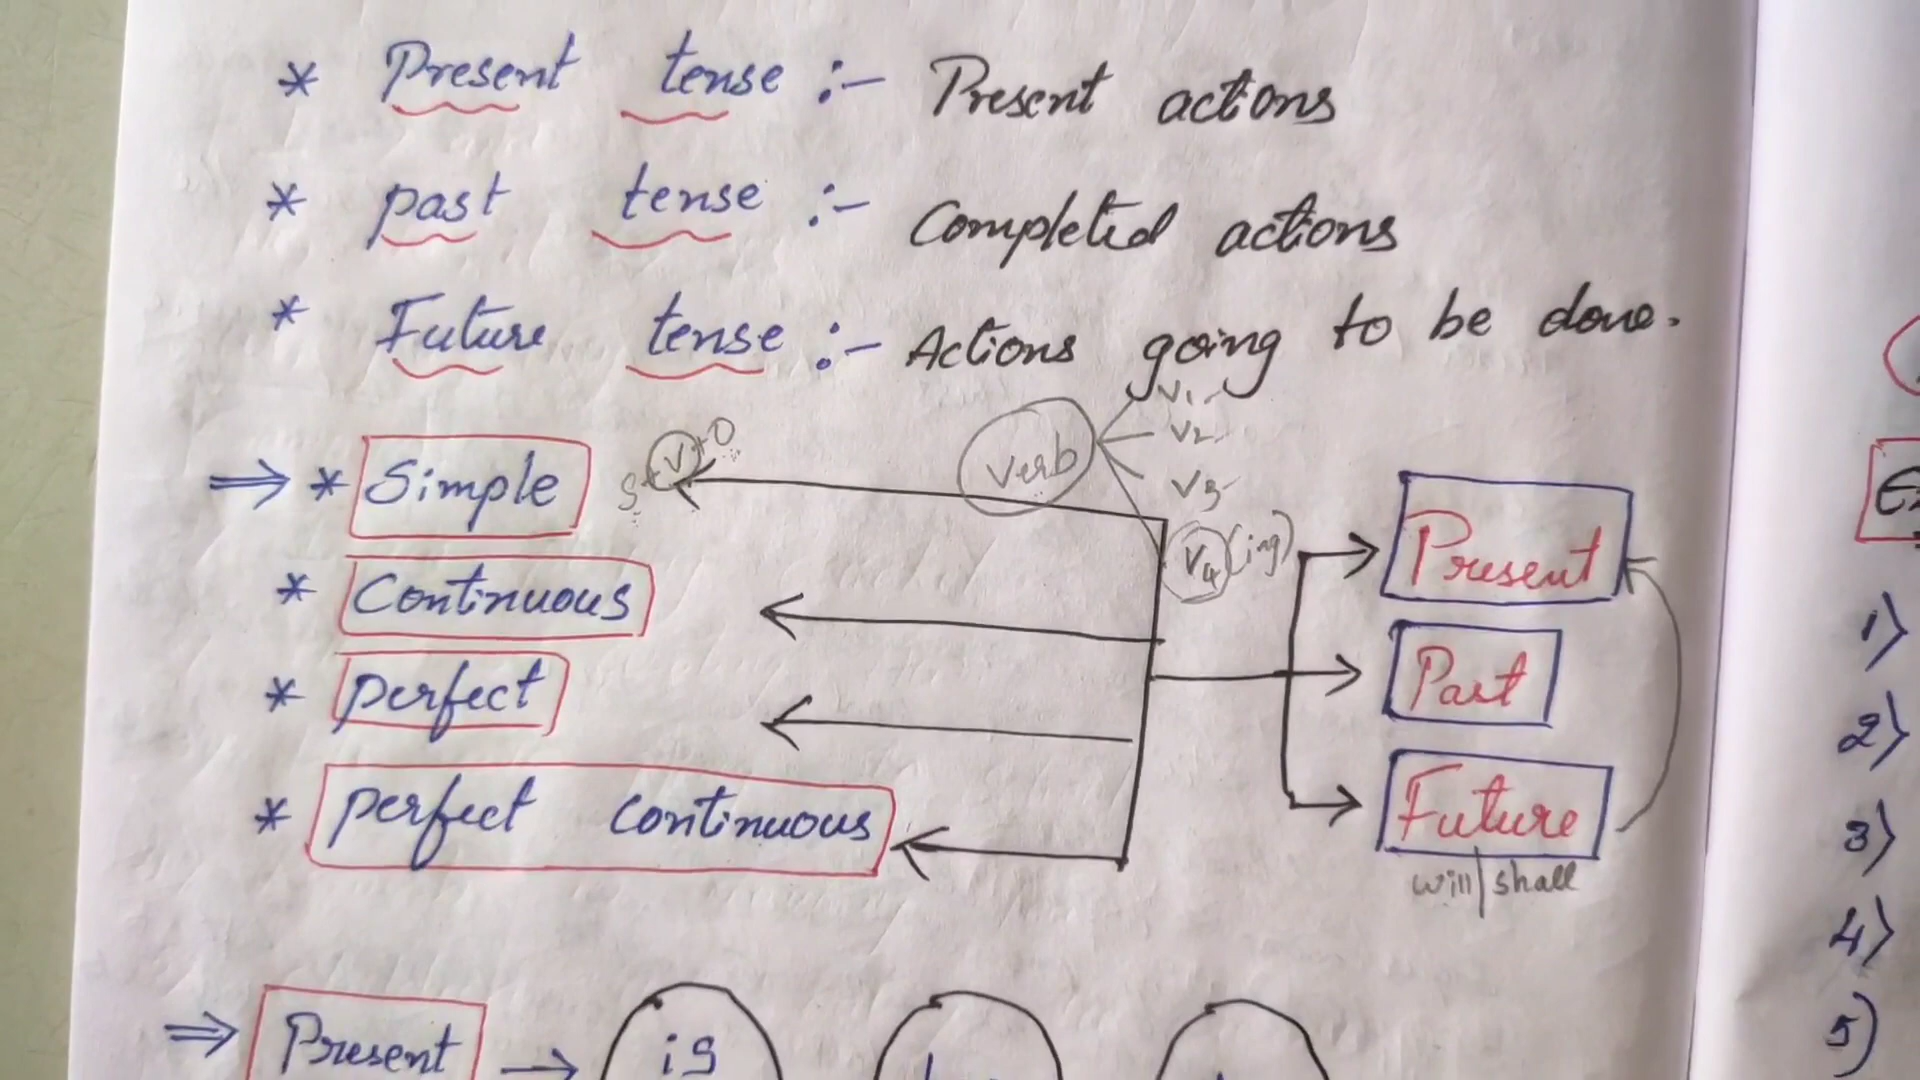 * Present tense :- Present actions
* past tense :- Completed actions
* Future tense :- Actions going to be done.
S+V+O
Verb
V1
V2
V3
V4 (ing)
⇒ * Simple
* Continuous
* perfect
* perfect continuous
Present
Past
Future
will/shall
⇒ Present → is
1)
2)
3)
4)
5)